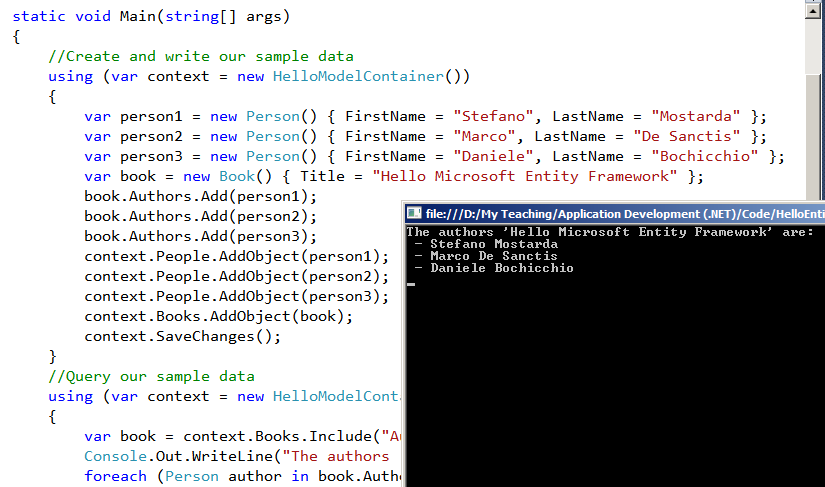 static void Main(string[] args)
{
//Create and write our sample data
using (var context = new HelloModelContainer())
{
var person1 = new Person() { FirstName = "Stefano", LastName = "Mostarda" };
var person2 = new Person() { FirstName = "Marco", LastName = "De Sanctis" };
var person3 = new Person() { FirstName = "Daniele", LastName = "Bochicchio" };
var book = new Book() { Title = "Hello Microsoft Entity Framework" };
book.Authors.Add(person1);
book.Authors.Add(person2);
book.Authors.Add(person3);
context.People.AddObject(person1);
context.People.AddObject(person2);
context.People.AddObject(person3);
context.Books.AddObject(book);
context.SaveChanges();
}
//Query our sample data
using (var context = new HelloModelConta
{
var book = context.Books.Include("Au
Console.Out.WriteLine("The authors
foreach (Person author in book.Autho
file:///D:/My Teaching/Application Development (.NET)/Code/HelloEnti
The authors 'Hello Microsoft Entity Framework' are:
- Stefano Mostarda
- Marco De Sanctis
- Daniele Bochicchio